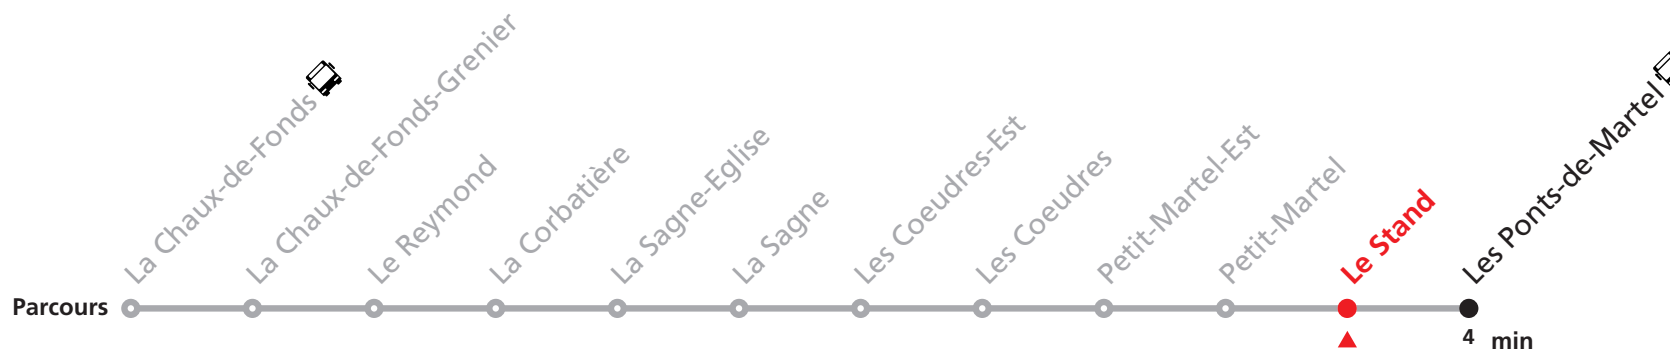 La Chaux-de-Fonds
La Chaux-de-Fonds-Grenier
Le Reymond
La Corbatière
La Sagne-Eglise
La Sagne
Les Coeudres-Est
Les Coeudres
Petit-Martel-Est
Petit-Martel
Le Stand
Les Ponts-de-Martel
Parcours
4 min